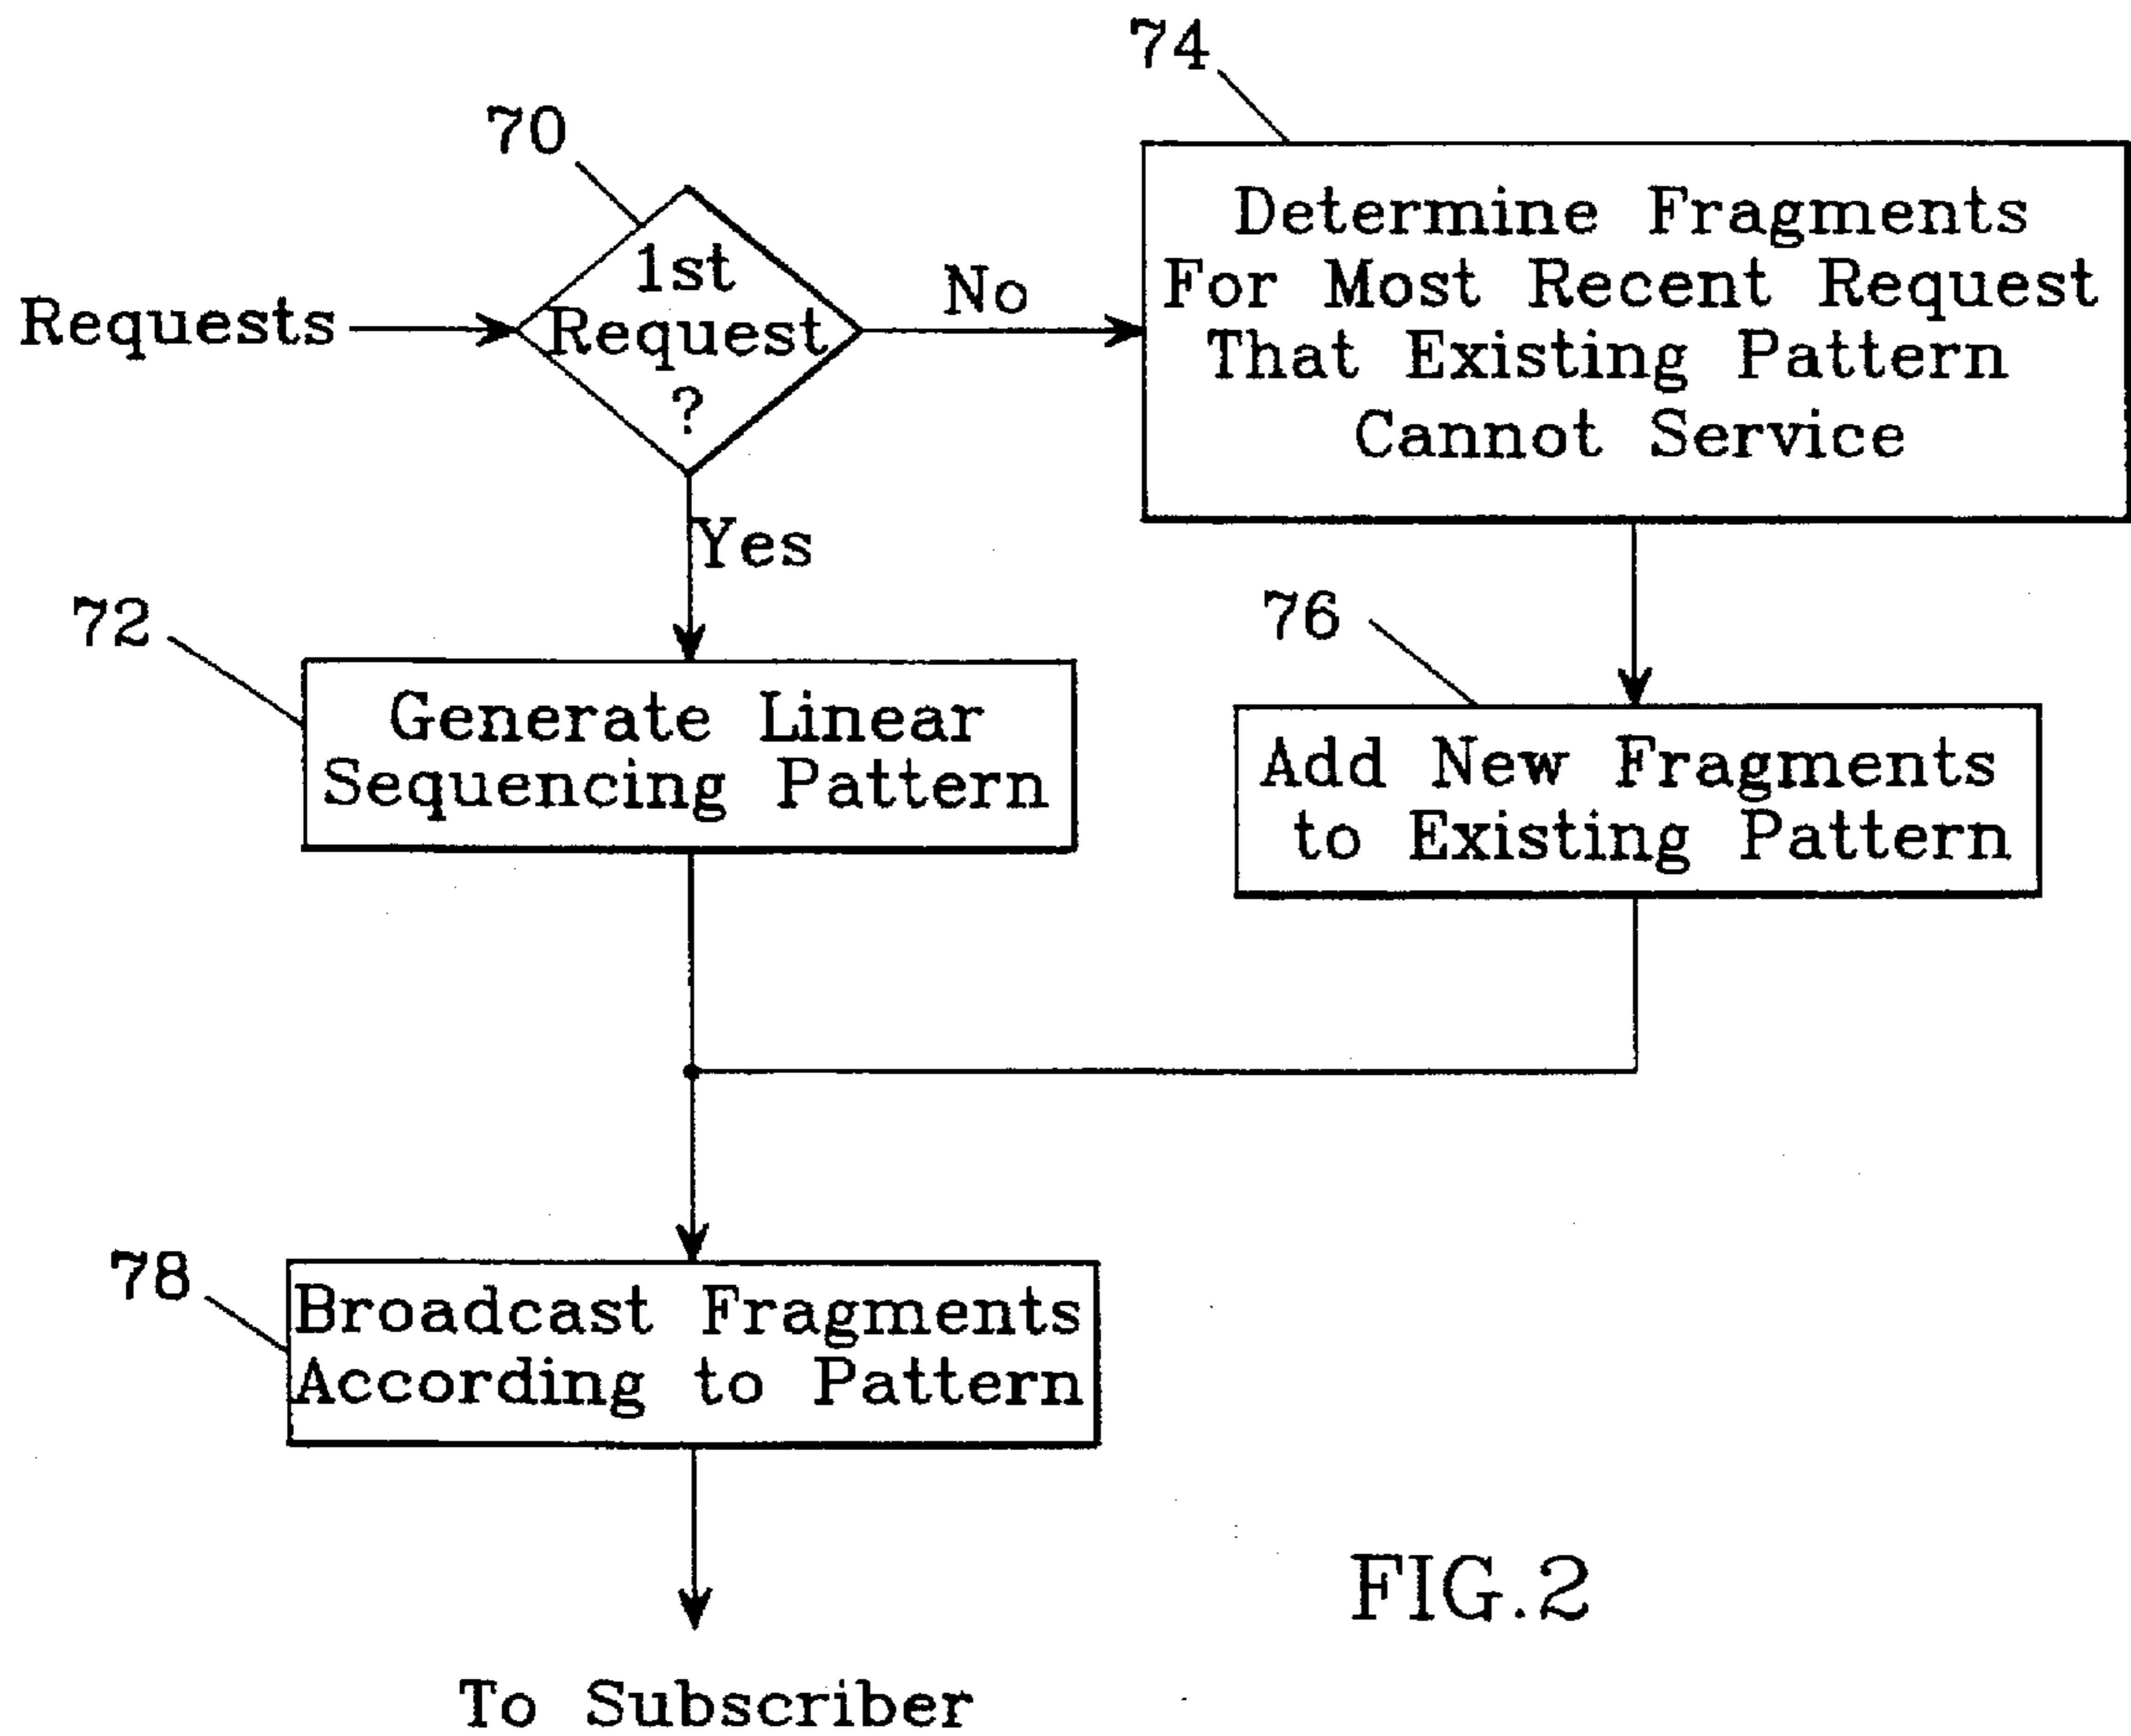 74
70
Determine Fragments
For Most Recent Request
That Existing Pattern
Cannot Service
1st
Request
?
No
Requests
Yes
72
76
Generate Linear
Sequencing Pattern
Add New Fragments
to Existing Pattern
78
Broadcast Fragments
According to Pattern
FIG.2
To Subscriber